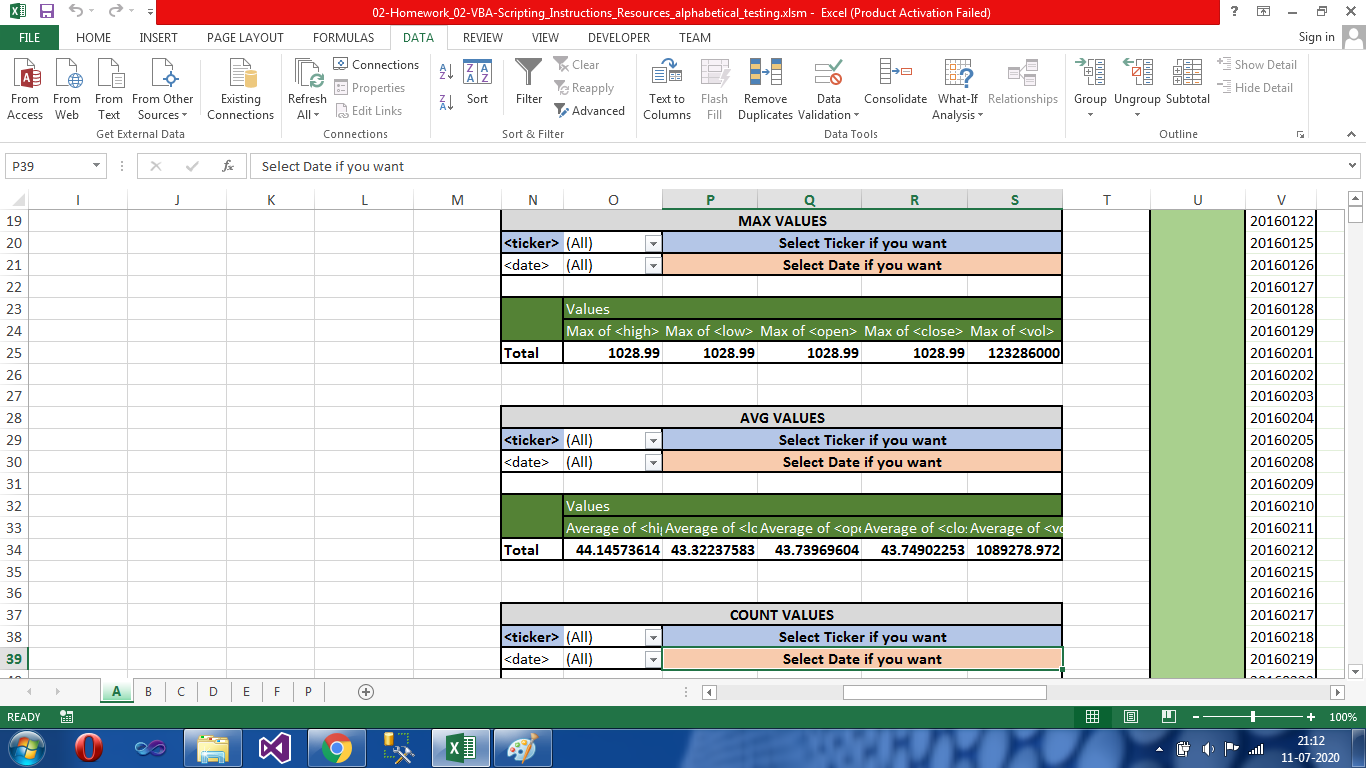 02-Homework_02-VBA-Scripting_Instructions_Resources_alphabetical_testing.xlsm - Excel (Product Activation Failed)
FILE HOME INSERT PAGE LAYOUT FORMULAS DATA REVIEW VIEW DEVELOPER TEAM Sign in
From Access
From Web
From Text
From Other Sources
Existing Connections
Get External Data
Refresh All
Connections
Properties
Edit Links
Connections
Sort
Filter
Clear
Reapply
Advanced
Sort & Filter
Text to Columns
Flash Fill
Remove Duplicates
Data Validation
Consolidate
What-If Analysis
Relationships
Data Tools
Group
Ungroup
Subtotal
Show Detail
Hide Detail
Outline
P39 fx Select Date if you want
I J K L M N O P Q R S T U V
19 MAX VALUES 20160122
20 <ticker> (All) Select Ticker if you want 20160125
21 <date> (All) Select Date if you want 20160126
22 20160127
23 Values 20160128
24 Max of <high> Max of <low> Max of <open> Max of <close> Max of <vol> 20160129
25 Total 1028.99 1028.99 1028.99 1028.99 123286000 20160201
26 20160202
27 20160203
28 AVG VALUES 20160204
29 <ticker> (All) Select Ticker if you want 20160205
30 <date> (All) Select Date if you want 20160208
31 20160209
32 Values 20160210
33 Average of <hi Average of <lo Average of <ope Average of <clo Average of <vo 20160211
34 Total 44.14573614 43.32237583 43.73969604 43.74902253 1089278.972 20160212
35 20160215
36 20160216
37 COUNT VALUES 20160217
38 <ticker> (All) Select Ticker if you want 20160218
39 <date> (All) Select Date if you want 20160219
A B C D E F P
READY 100%
21:12
11-07-2020